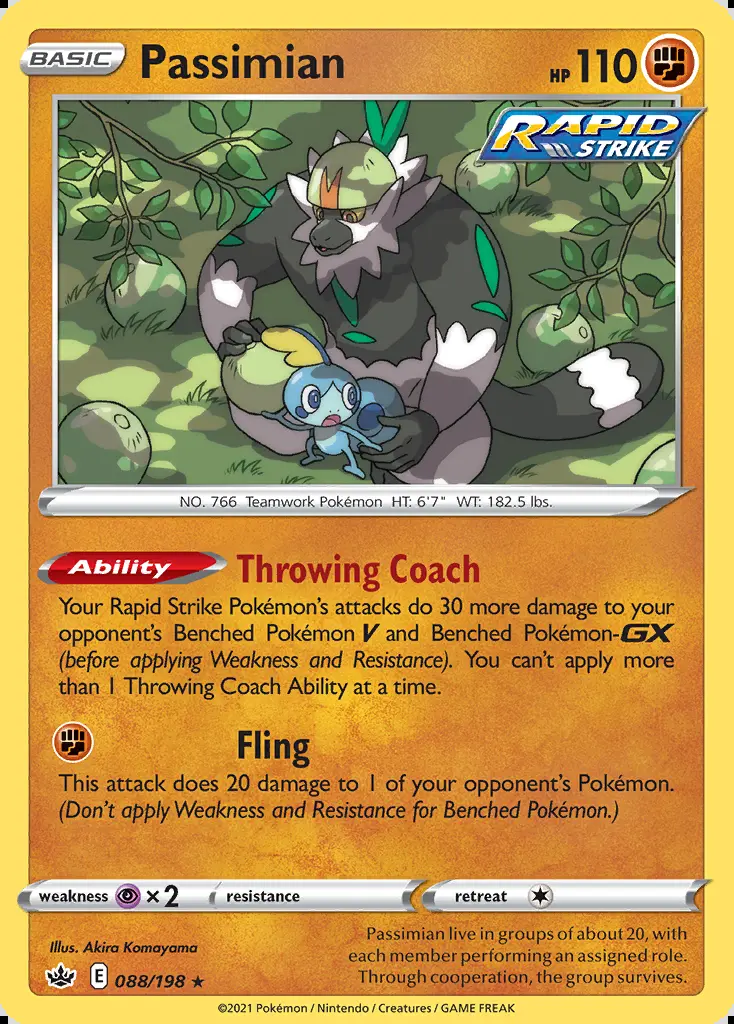 BASIC Passimian HP 110
RAPID
STRIKE
NO. 766 Teamwork Pokémon HT: 6'7" WT: 182.5 lbs.
Ability Throwing Coach
Your Rapid Strike Pokémon's attacks do 30 more damage to your
opponent's Benched Pokémon V and Benched Pokémon-GX
(before applying Weakness and Resistance). You can't apply more
than 1 Throwing Coach Ability at a time.
Fling
This attack does 20 damage to 1 of your opponent's Pokémon.
(Don't apply Weakness and Resistance for Benched Pokémon.)
weakness ×2 resistance retreat
Illus. Akira Komayama
E 088/198 ★
Passimian live in groups of about 20, with
each member performing an assigned role.
Through cooperation, the group survives.
©2021 Pokémon / Nintendo / Creatures / GAME FREAK